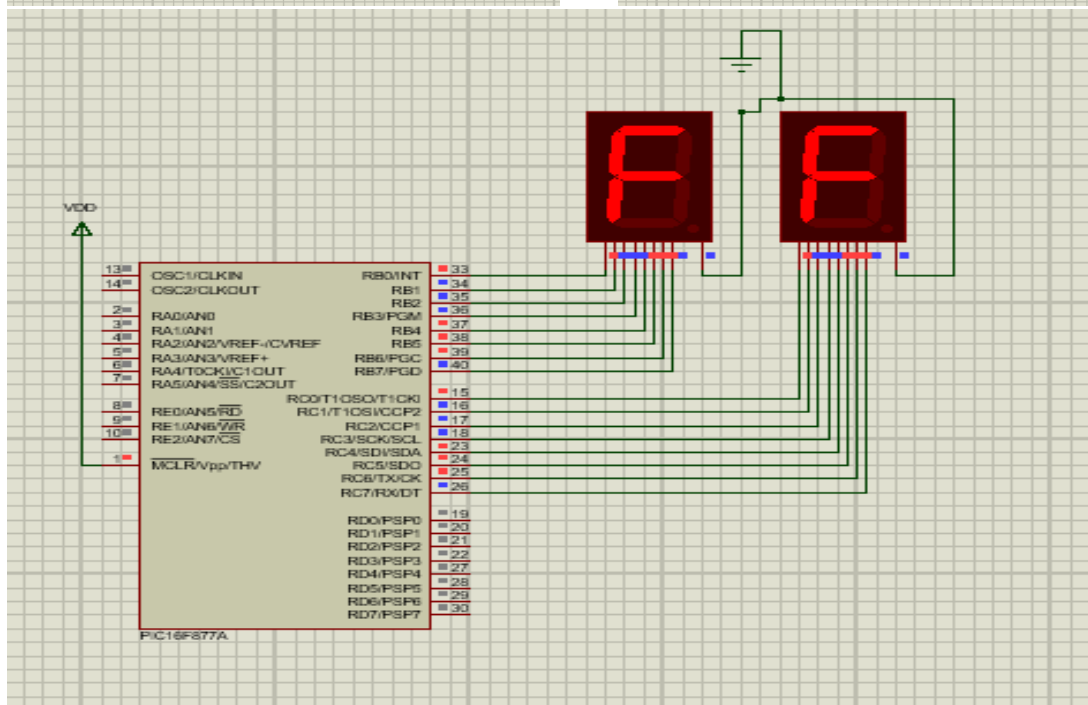 F F
VDD
13 OSC1/CLKIN RB0/INT 33
14 OSC2/CLKOUT RB1 34
RB2 35
2 RA0/AN0 RB3/PGM 36
3 RA1/AN1 RB4 37
4 RA2/AN2/VREF-/CVREF RB5 38
5 RA3/AN3/VREF+ RB6/PGC 39
6 RA4/T0CKI/C1OUT RB7/PGD 40
7 RA5/AN4/SS/C2OUT
RC0/T1OSO/T1CKI 15
8 RE0/AN5/RD RC1/T1OSI/CCP2 16
9 RE1/AN6/WR RC2/CCP1 17
10 RE2/AN7/CS RC3/SCK/SCL 18
RC4/SDI/SDA 23
1 MCLR/Vpp/THV RC5/SDO 24
RC6/TX/CK 25
RC7/RX/DT 26
RD0/PSP0 19
RD1/PSP1 20
RD2/PSP2 21
RD3/PSP3 22
RD4/PSP4 27
RD5/PSP5 28
RD6/PSP6 29
RD7/PSP7 30
PIC16F877A